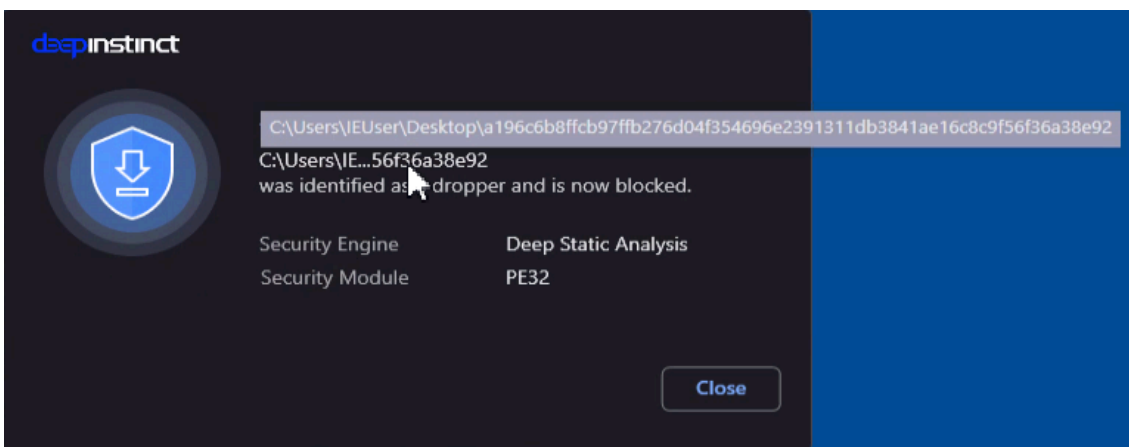 deepinstinct
C:\Users\IEUser\Desktop\a196c6b8ffcb97ffb276d04f354696e2391311db3841ae16c8c9f56f36a38e92
C:\Users\IE...56f36a38e92
was identified as dropper and is now blocked.
Security Engine Deep Static Analysis
Security Module PE32
Close